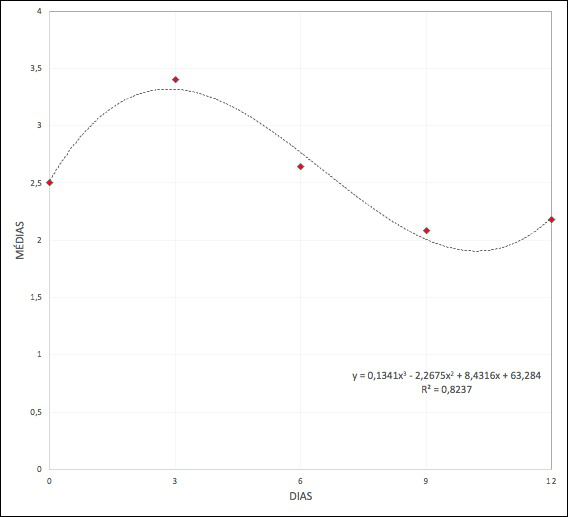 4
3,5
3
2,5
2
1,5
1
0,5
0
MÉDIAS
y = 0,1341x³ - 2,2675x² + 8,4316x + 63,284
R² = 0,8237
0 3 6 9 12
DIAS